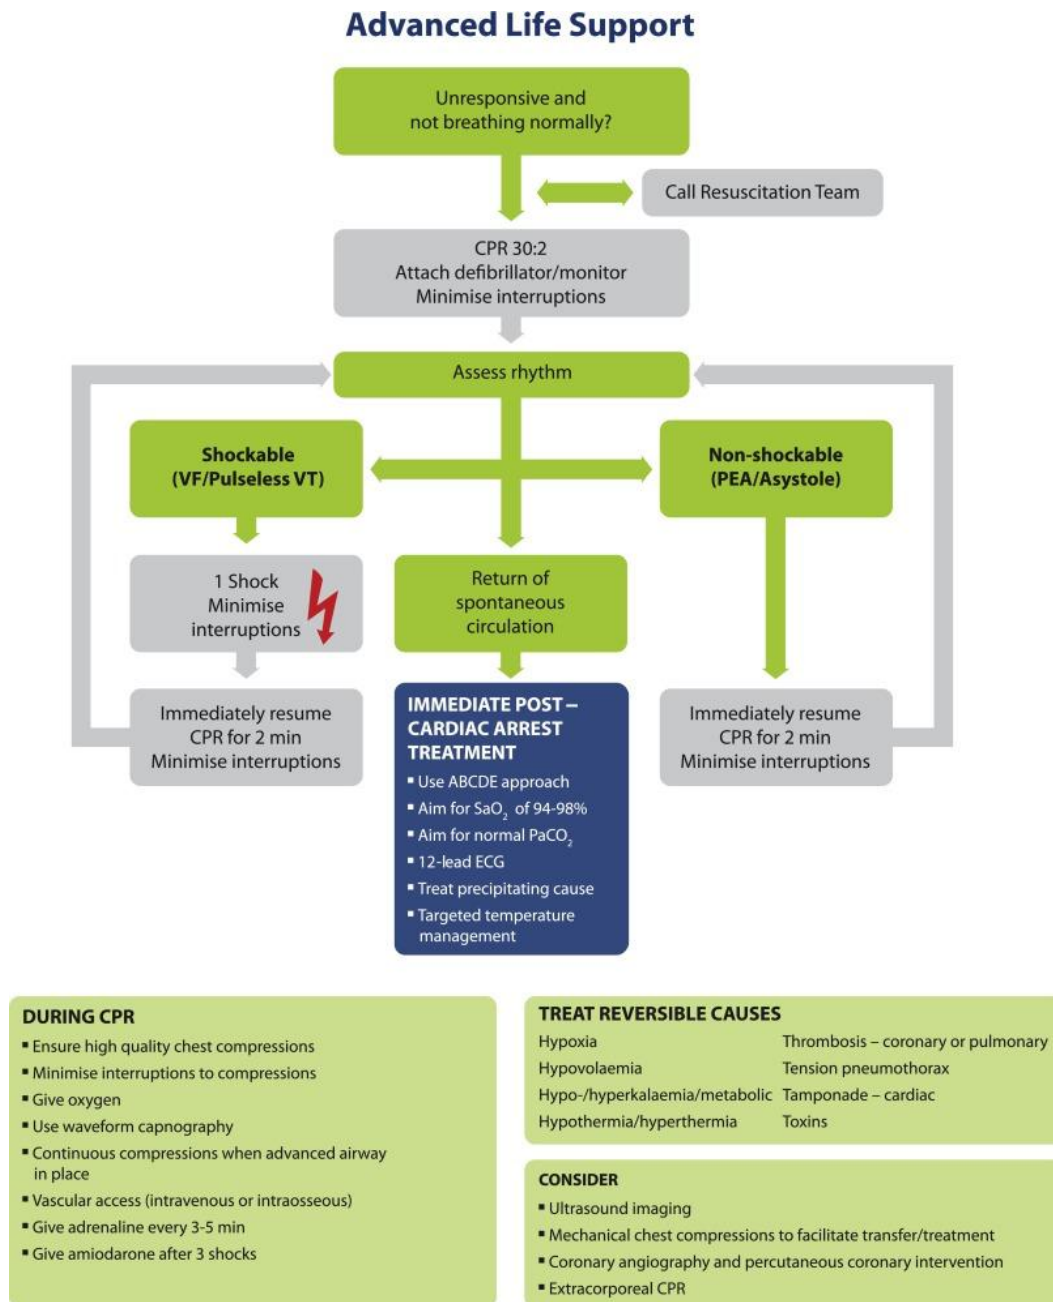 Advanced Life Support
Unresponsive and
not breathing normally?
Call Resuscitation Team
CPR 30:2
Attach defibrillator/monitor
Minimise interruptions
Assess rhythm
Shockable
(VF/Pulseless VT)
Non-shockable
(PEA/Asystole)
1 Shock
Minimise
interruptions
Return of
spontaneous
circulation
Immediately resume
CPR for 2 min
Minimise interruptions
IMMEDIATE POST –
CARDIAC ARREST
TREATMENT
▪ Use ABCDE approach
▪ Aim for SaO₂ of 94-98%
▪ Aim for normal PaCO₂
▪ 12-lead ECG
▪ Treat precipitating cause
▪ Targeted temperature
management
Immediately resume
CPR for 2 min
Minimise interruptions
DURING CPR
▪ Ensure high quality chest compressions
▪ Minimise interruptions to compressions
▪ Give oxygen
▪ Use waveform capnography
▪ Continuous compressions when advanced airway
in place
▪ Vascular access (intravenous or intraosseous)
▪ Give adrenaline every 3-5 min
▪ Give amiodarone after 3 shocks
TREAT REVERSIBLE CAUSES
Hypoxia
Hypovolaemia
Hypo-/hyperkalaemia/metabolic
Hypothermia/hyperthermia
Thrombosis – coronary or pulmonary
Tension pneumothorax
Tamponade – cardiac
Toxins
CONSIDER
▪ Ultrasound imaging
▪ Mechanical chest compressions to facilitate transfer/treatment
▪ Coronary angiography and percutaneous coronary intervention
▪ Extracorporeal CPR